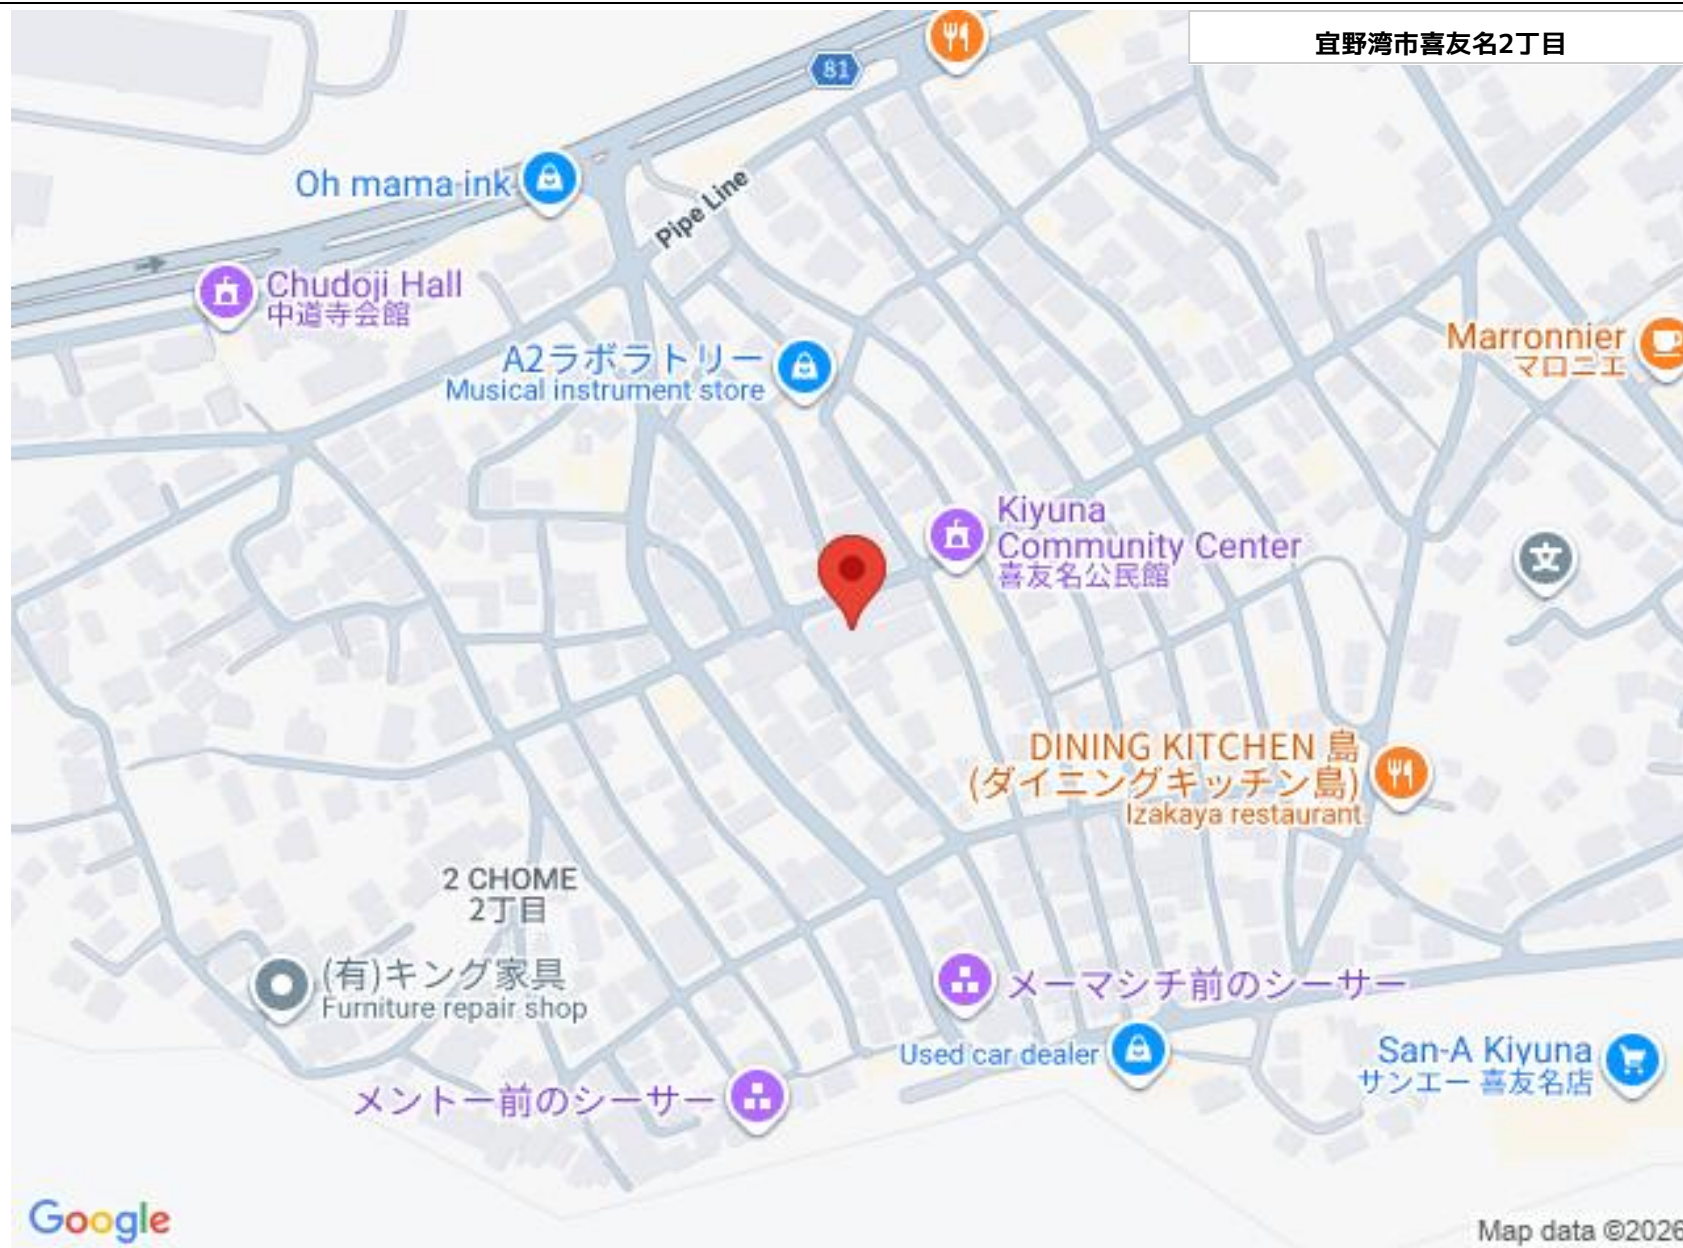 宜野湾市喜友名2丁目
81
Oh mama ink
Pipe Line
Chudoji Hall
中道寺会館
A2ラボラトリー
Musical instrument store
Marronnier
マロニエ
Kiyuna
Community Center
喜友名公民館
文
DINING KITCHEN 島
(ダイニングキッチン島)
Izakaya restaurant
2 CHOME
2丁目
(有)キング家具
Furniture repair shop
メーマシチ前のシーサー
Used car dealer
San-A Kiyuna
サンエー 喜友名店
メントー前のシーサー
Google
Map data ©2026